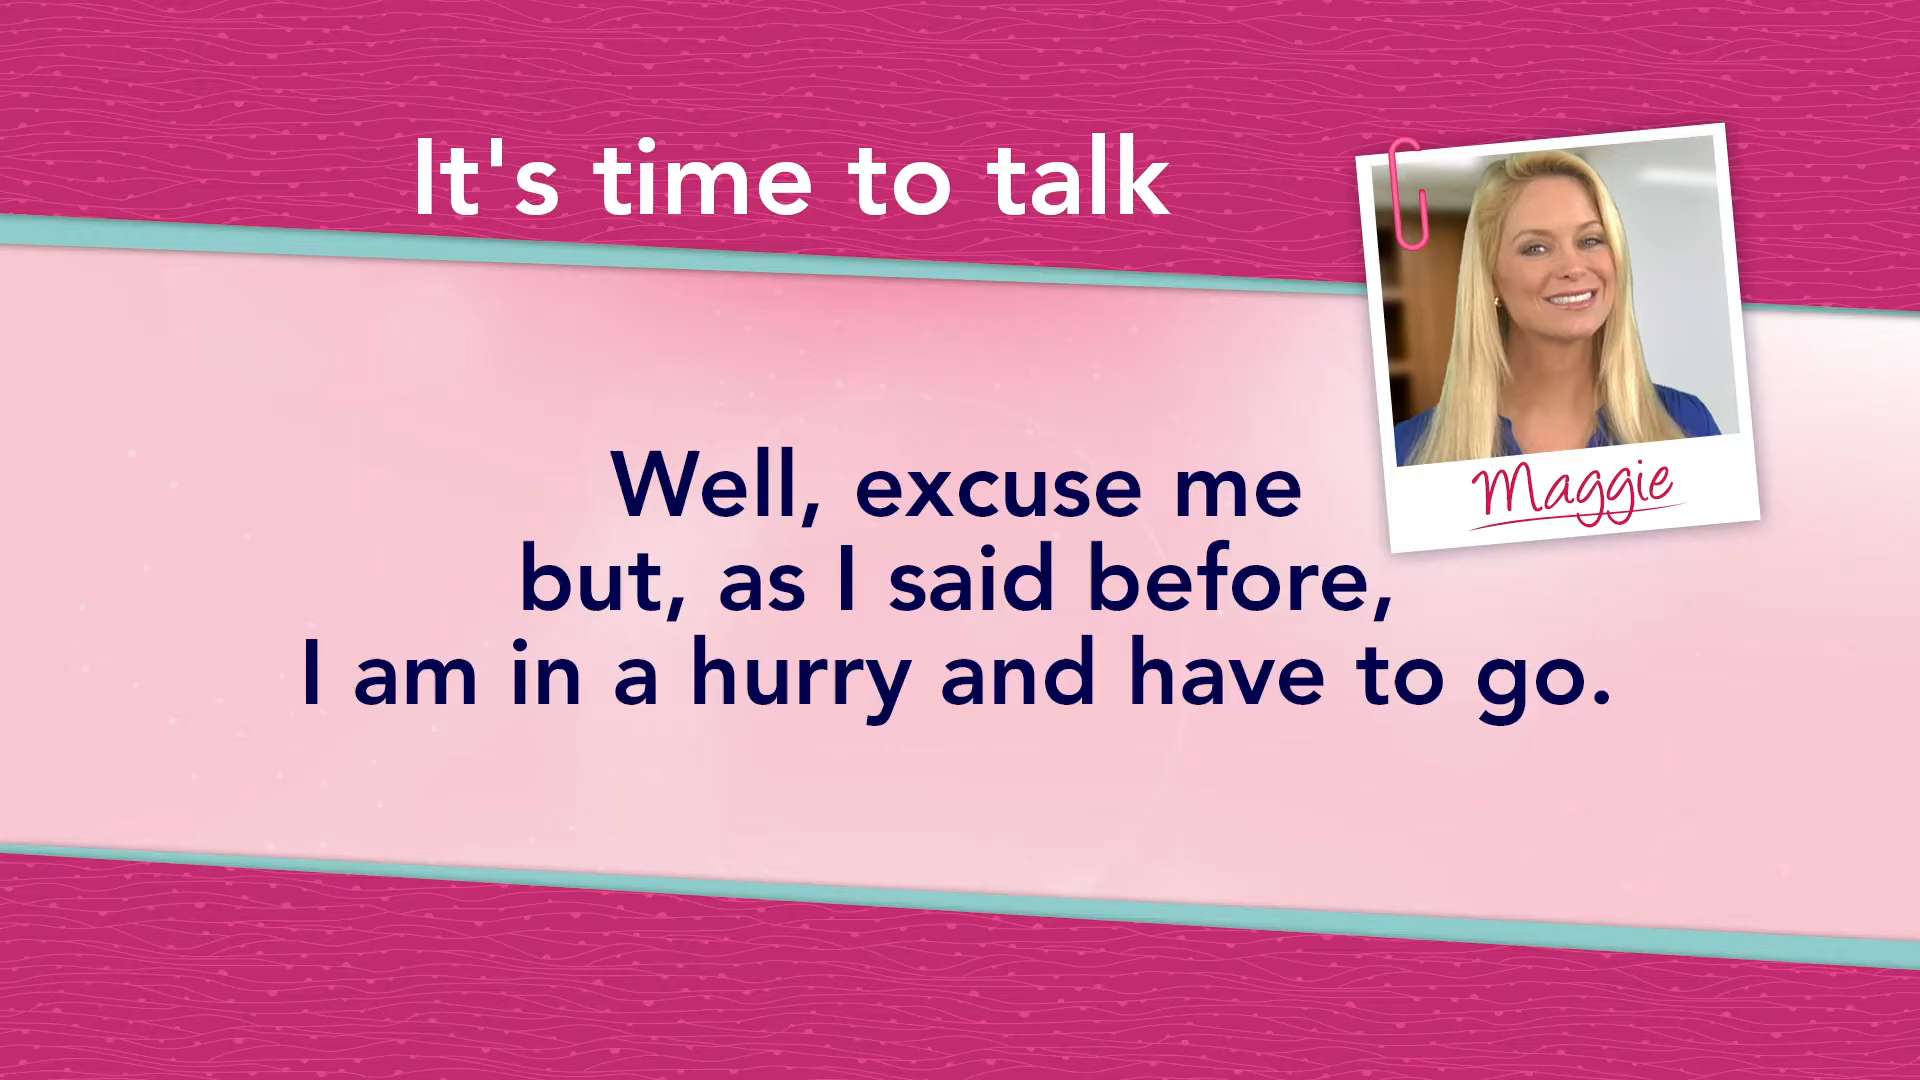 It's time to talk
Maggie
Well, excuse me
but, as I said before,
I am in a hurry and have to go.